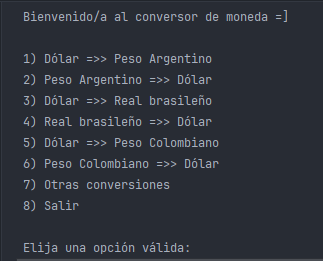 Bienvenido/a al conversor de moneda =]
1) Dólar =>> Peso Argentino
2) Peso Argentino =>> Dólar
3) Dólar =>> Real brasileño
4) Real brasileño =>> Dólar
5) Dólar =>> Peso Colombiano
6) Peso Colombiano =>> Dólar
7) Otras conversiones
8) Salir
Elija una opción válida: